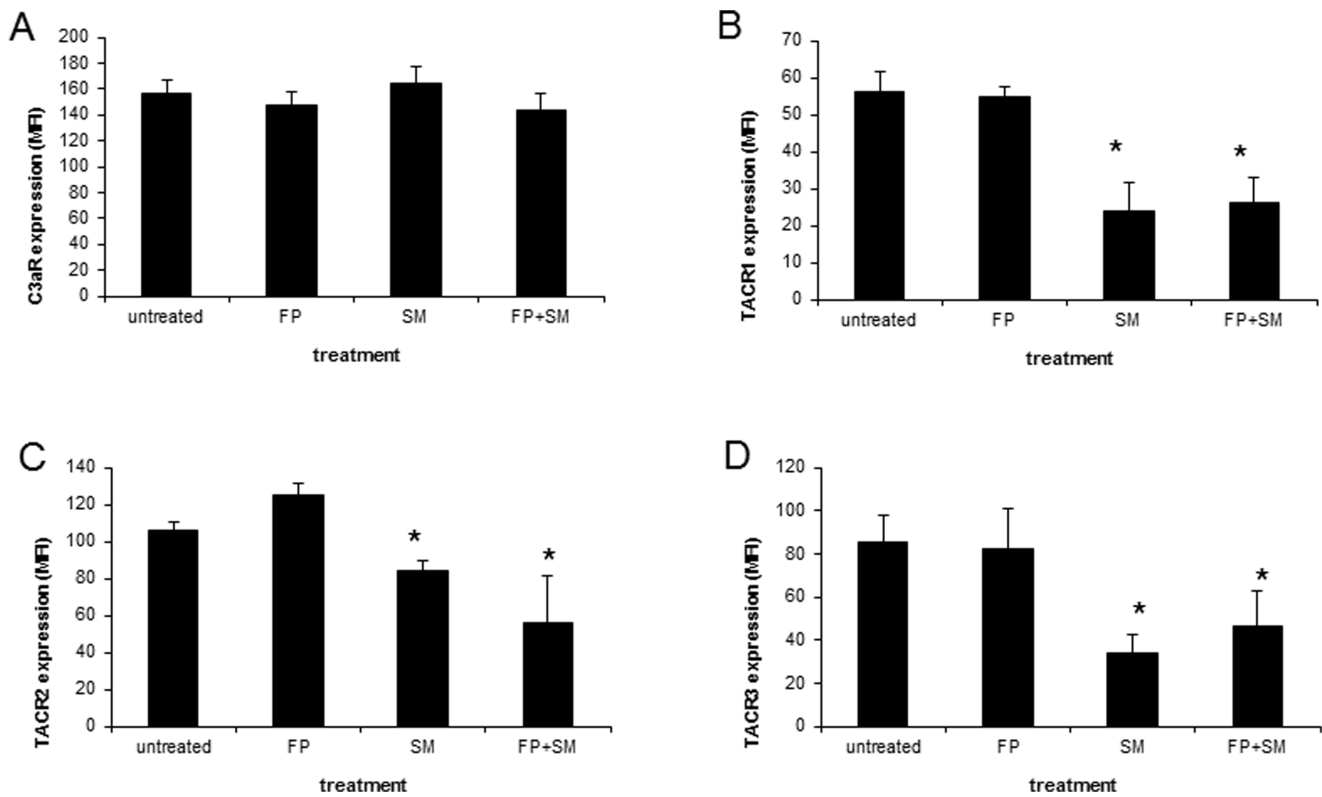 A
C3aR expression (MFI)
200
180
160
140
120
100
80
60
40
20
0
untreated FP SM FP+SM
treatment
B
TACR1 expression (MFI)
70
60
50
40
30
20
10
0
* *
untreated FP SM FP+SM
treatment
C
TACR2 expression (MFI)
140
120
100
80
60
40
20
0
* *
untreated FP SM FP+SM
treatment
D
TACR3 expression (MFI)
120
100
80
60
40
20
0
* *
untreated FP SM FP+SM
treatment